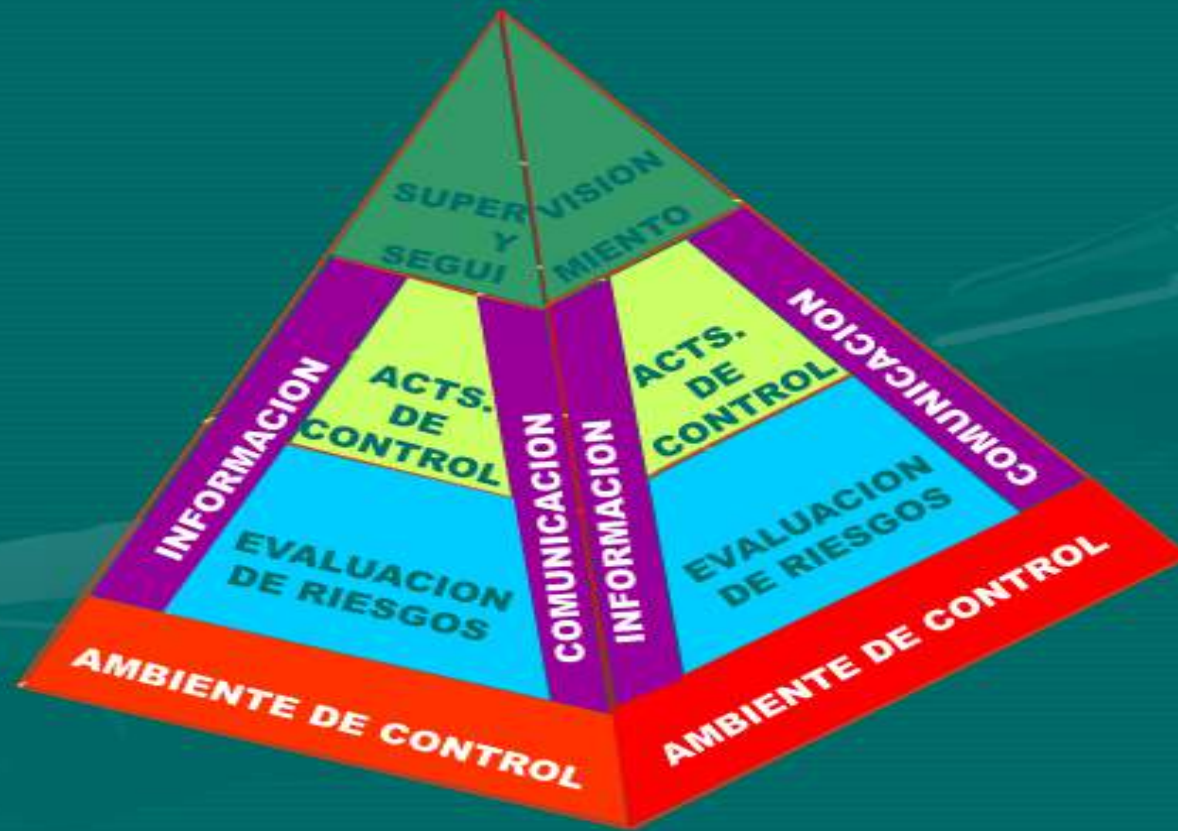 SUPER VISION
Y
SEGUI MIENTO
INFORMACION
ACTS.
DE
CONTROL
COMUNICACION
INFORMACION
ACTS.
DE
CONTROL
COMUNICACION
EVALUACION
DE RIESGOS
EVALUACION
DE RIESGOS
AMBIENTE DE CONTROL
AMBIENTE DE CONTROL